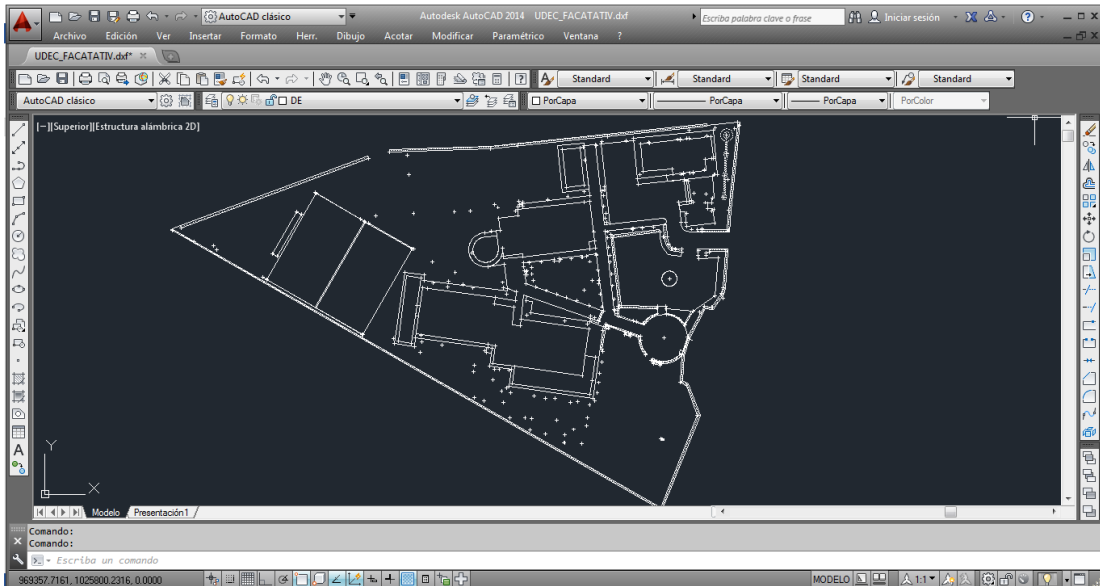 AutoCAD clásico Autodesk AutoCAD 2014 UDEC_FACATATIV.dxf Escriba palabra clave o frase Iniciar sesión
Archivo Edición Ver Insertar Formato Herr. Dibujo Acotar Modificar Paramétrico Ventana ?
UDEC_FACATATIV.dxf*
Standard Standard Standard Standard
AutoCAD clásico DE PorCapa PorCapa PorCapa PorColor
[−][Superior][Estructura alámbrica 2D]
A
Y
X
Modelo Presentación1
Comando:
Comando:
Escriba un comando
969357.7161, 1025800.2316, 0.0000 MODELO 1:1